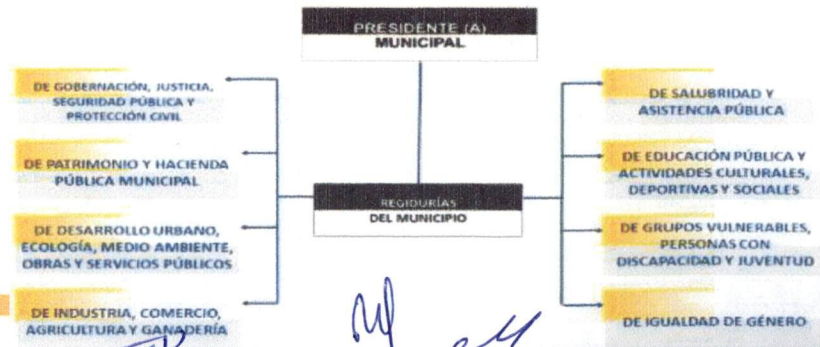 PRESIDENTE (A)
MUNICIPAL
DE GOBERNACIÓN, JUSTICIA,
SEGURIDAD PÚBLICA Y
PROTECCIÓN CIVIL
DE PATRIMONIO Y HACIENDA
PÚBLICA MUNICIPAL
DE DESARROLLO URBANO,
ECOLOGÍA, MEDIO AMBIENTE,
OBRAS Y SERVICIOS PÚBLICOS
DE INDUSTRIA, COMERCIO,
AGRICULTURA Y GANADERÍA
REGIDURÍAS
DEL MUNICIPIO
DE SALUBRIDAD Y
ASISTENCIA PÚBLICA
DE EDUCACIÓN PÚBLICA Y
ACTIVIDADES CULTURALES,
DEPORTIVAS Y SOCIALES
DE GRUPOS VULNERABLES,
PERSONAS CON
DISCAPACIDAD Y JUVENTUD
DE IGUALDAD DE GÉNERO